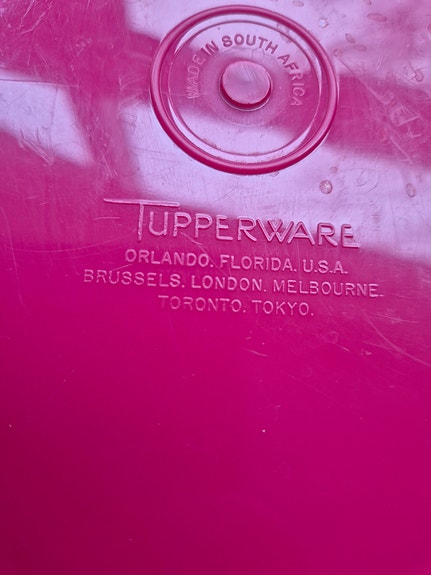 MADE IN SOUTH AFRICA
TUPPERWARE
ORLANDO. FLORIDA. U.S.A.
BRUSSELS. LONDON. MELBOURNE.
TORONTO. TOKYO.